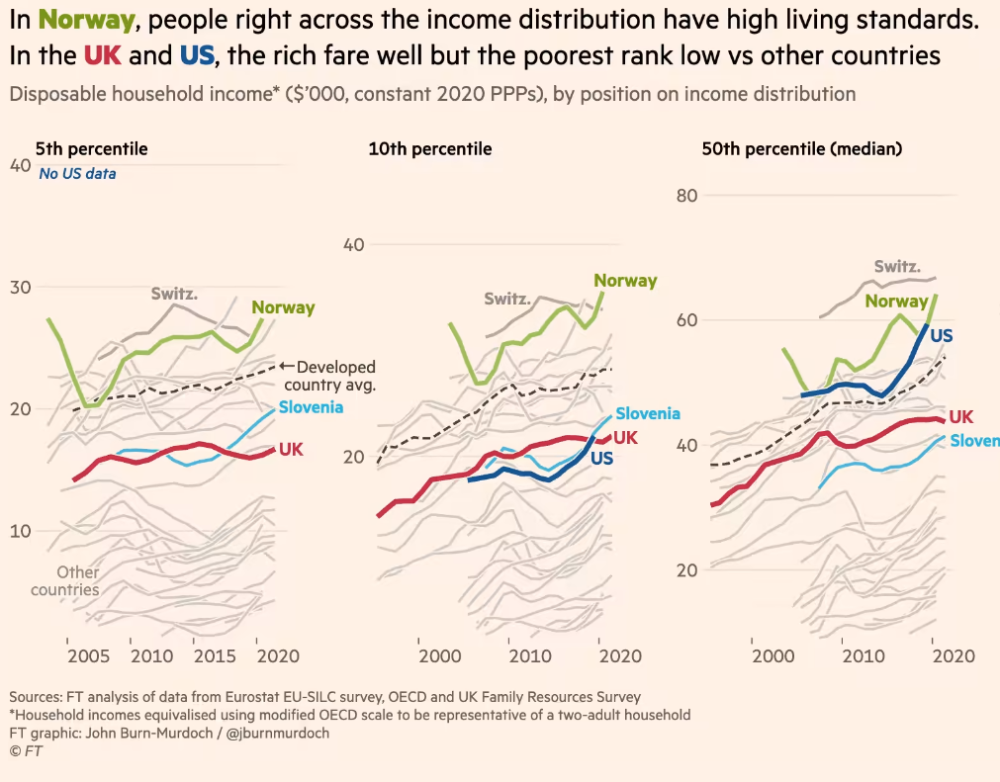 In Norway, people right across the income distribution have high living standards.
In the UK and US, the rich fare well but the poorest rank low vs other countries
Disposable household income* ($'000, constant 2020 PPPs), by position on income distribution
5th percentile
40
No US data
30
Switz.
Norway
←Developed
country avg.
20
Slovenia
UK
10
Other
countries
2005 2010 2015 2020
10th percentile
40
Norway
Switz.
Slovenia
UK
US
20
2000 2010 2020
50th percentile (median)
80
Switz.
Norway
60
US
UK
Sloven
40
20
2000 2010 2020
Sources: FT analysis of data from Eurostat EU-SILC survey, OECD and UK Family Resources Survey
*Household incomes equivalised using modified OECD scale to be representative of a two-adult household
FT graphic: John Burn-Murdoch / @jburnmurdoch
© FT